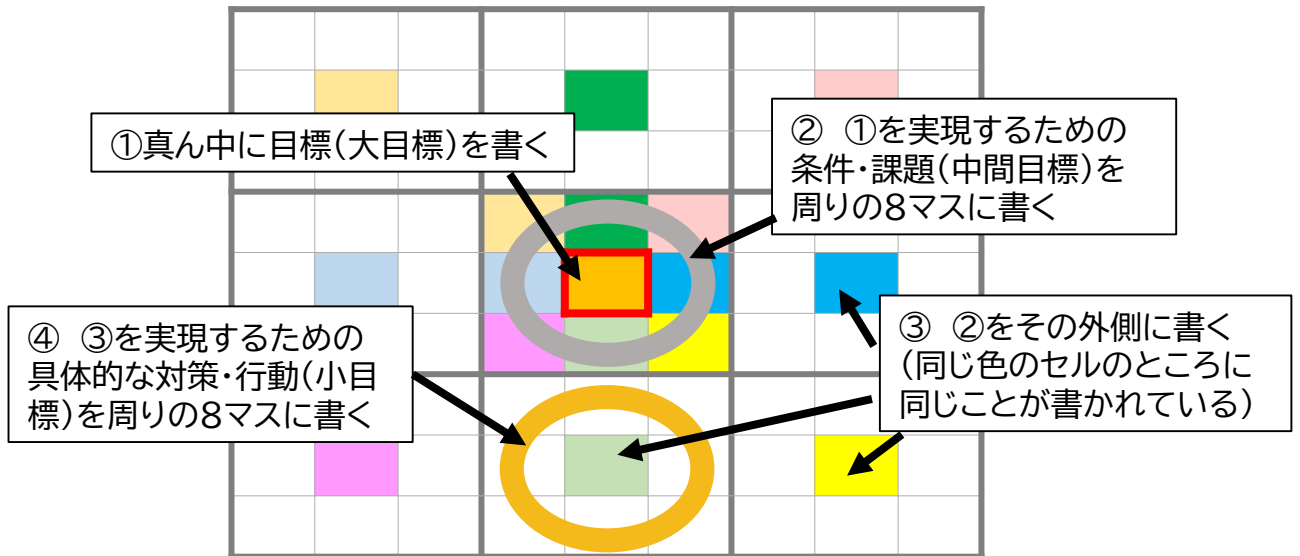 ①真ん中に目標(大目標)を書く
② ①を実現するための
条件・課題(中間目標)を
周りの8マスに書く
③ ②をその外側に書く
(同じ色のセルのところに
同じことが書かれている)
④ ③を実現するための
具体的な対策・行動(小目
標)を周りの8マスに書く